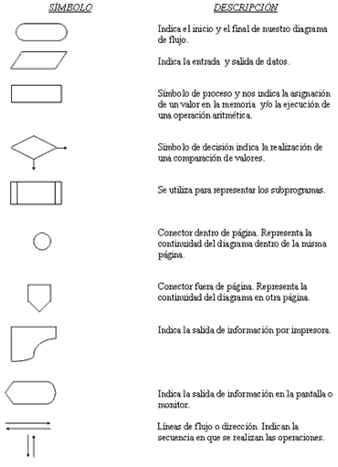 SÍMBOLO DESCRIPCIÓN
Indica el inicio y el final de nuestro diagrama
de flujo.
Indica la entrada y salida de datos.
Símbolo de proceso y nos indica la asignación
de un valor en la memoria y/o la ejecución de
una operación aritmética.
Símbolo de decisión indica la realización de
una comparación de valores.
Se utiliza para representar los subprogramas.
Conector dentro de página. Representa la
continuidad del diagrama dentro de la misma
página.
Conector fuera de página. Representa la
continuidad del diagrama en otra página.
Indica la salida de información por impresora.
Indica la salida de información en la pantalla o
monitor.
Líneas de flujo o dirección. Indican la
secuencia en que se realizan las operaciones.